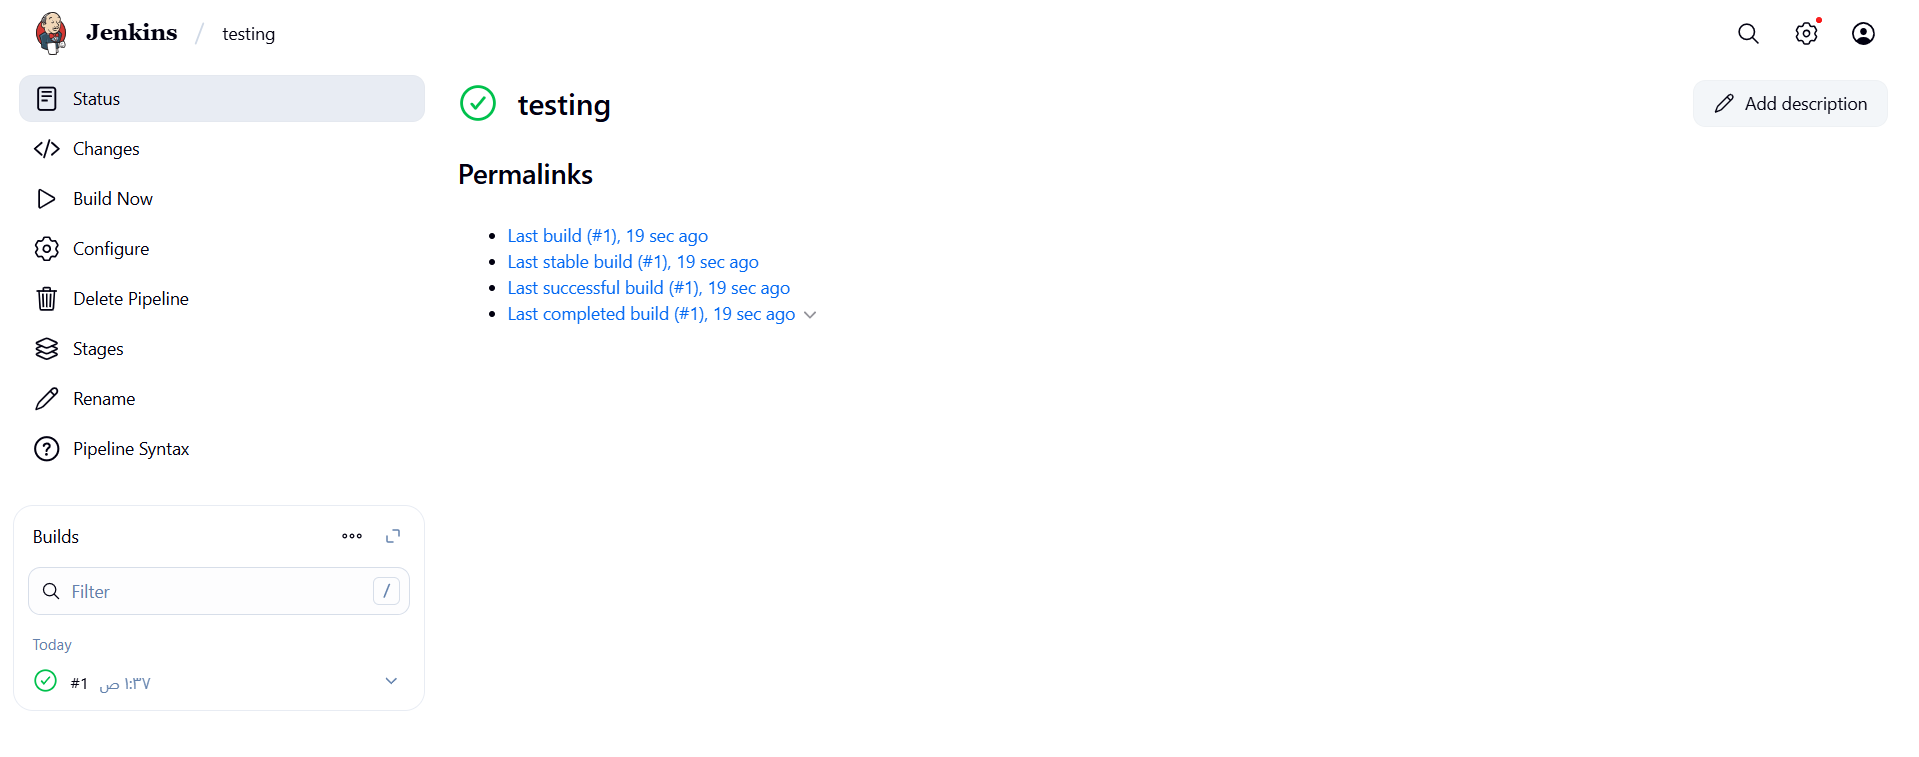 Jenkins / testing
Status
Changes
Build Now
Configure
Delete Pipeline
Stages
Rename
Pipeline Syntax
Builds
Filter /
Today
#1 ١:٣٧ ص
testing
Add description
Permalinks
Last build (#1), 19 sec ago
Last stable build (#1), 19 sec ago
Last successful build (#1), 19 sec ago
Last completed build (#1), 19 sec ago